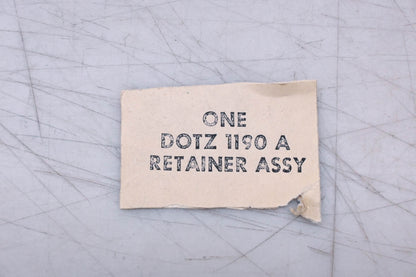 ONE
DOTZ 1190 A
RETAINER ASSY